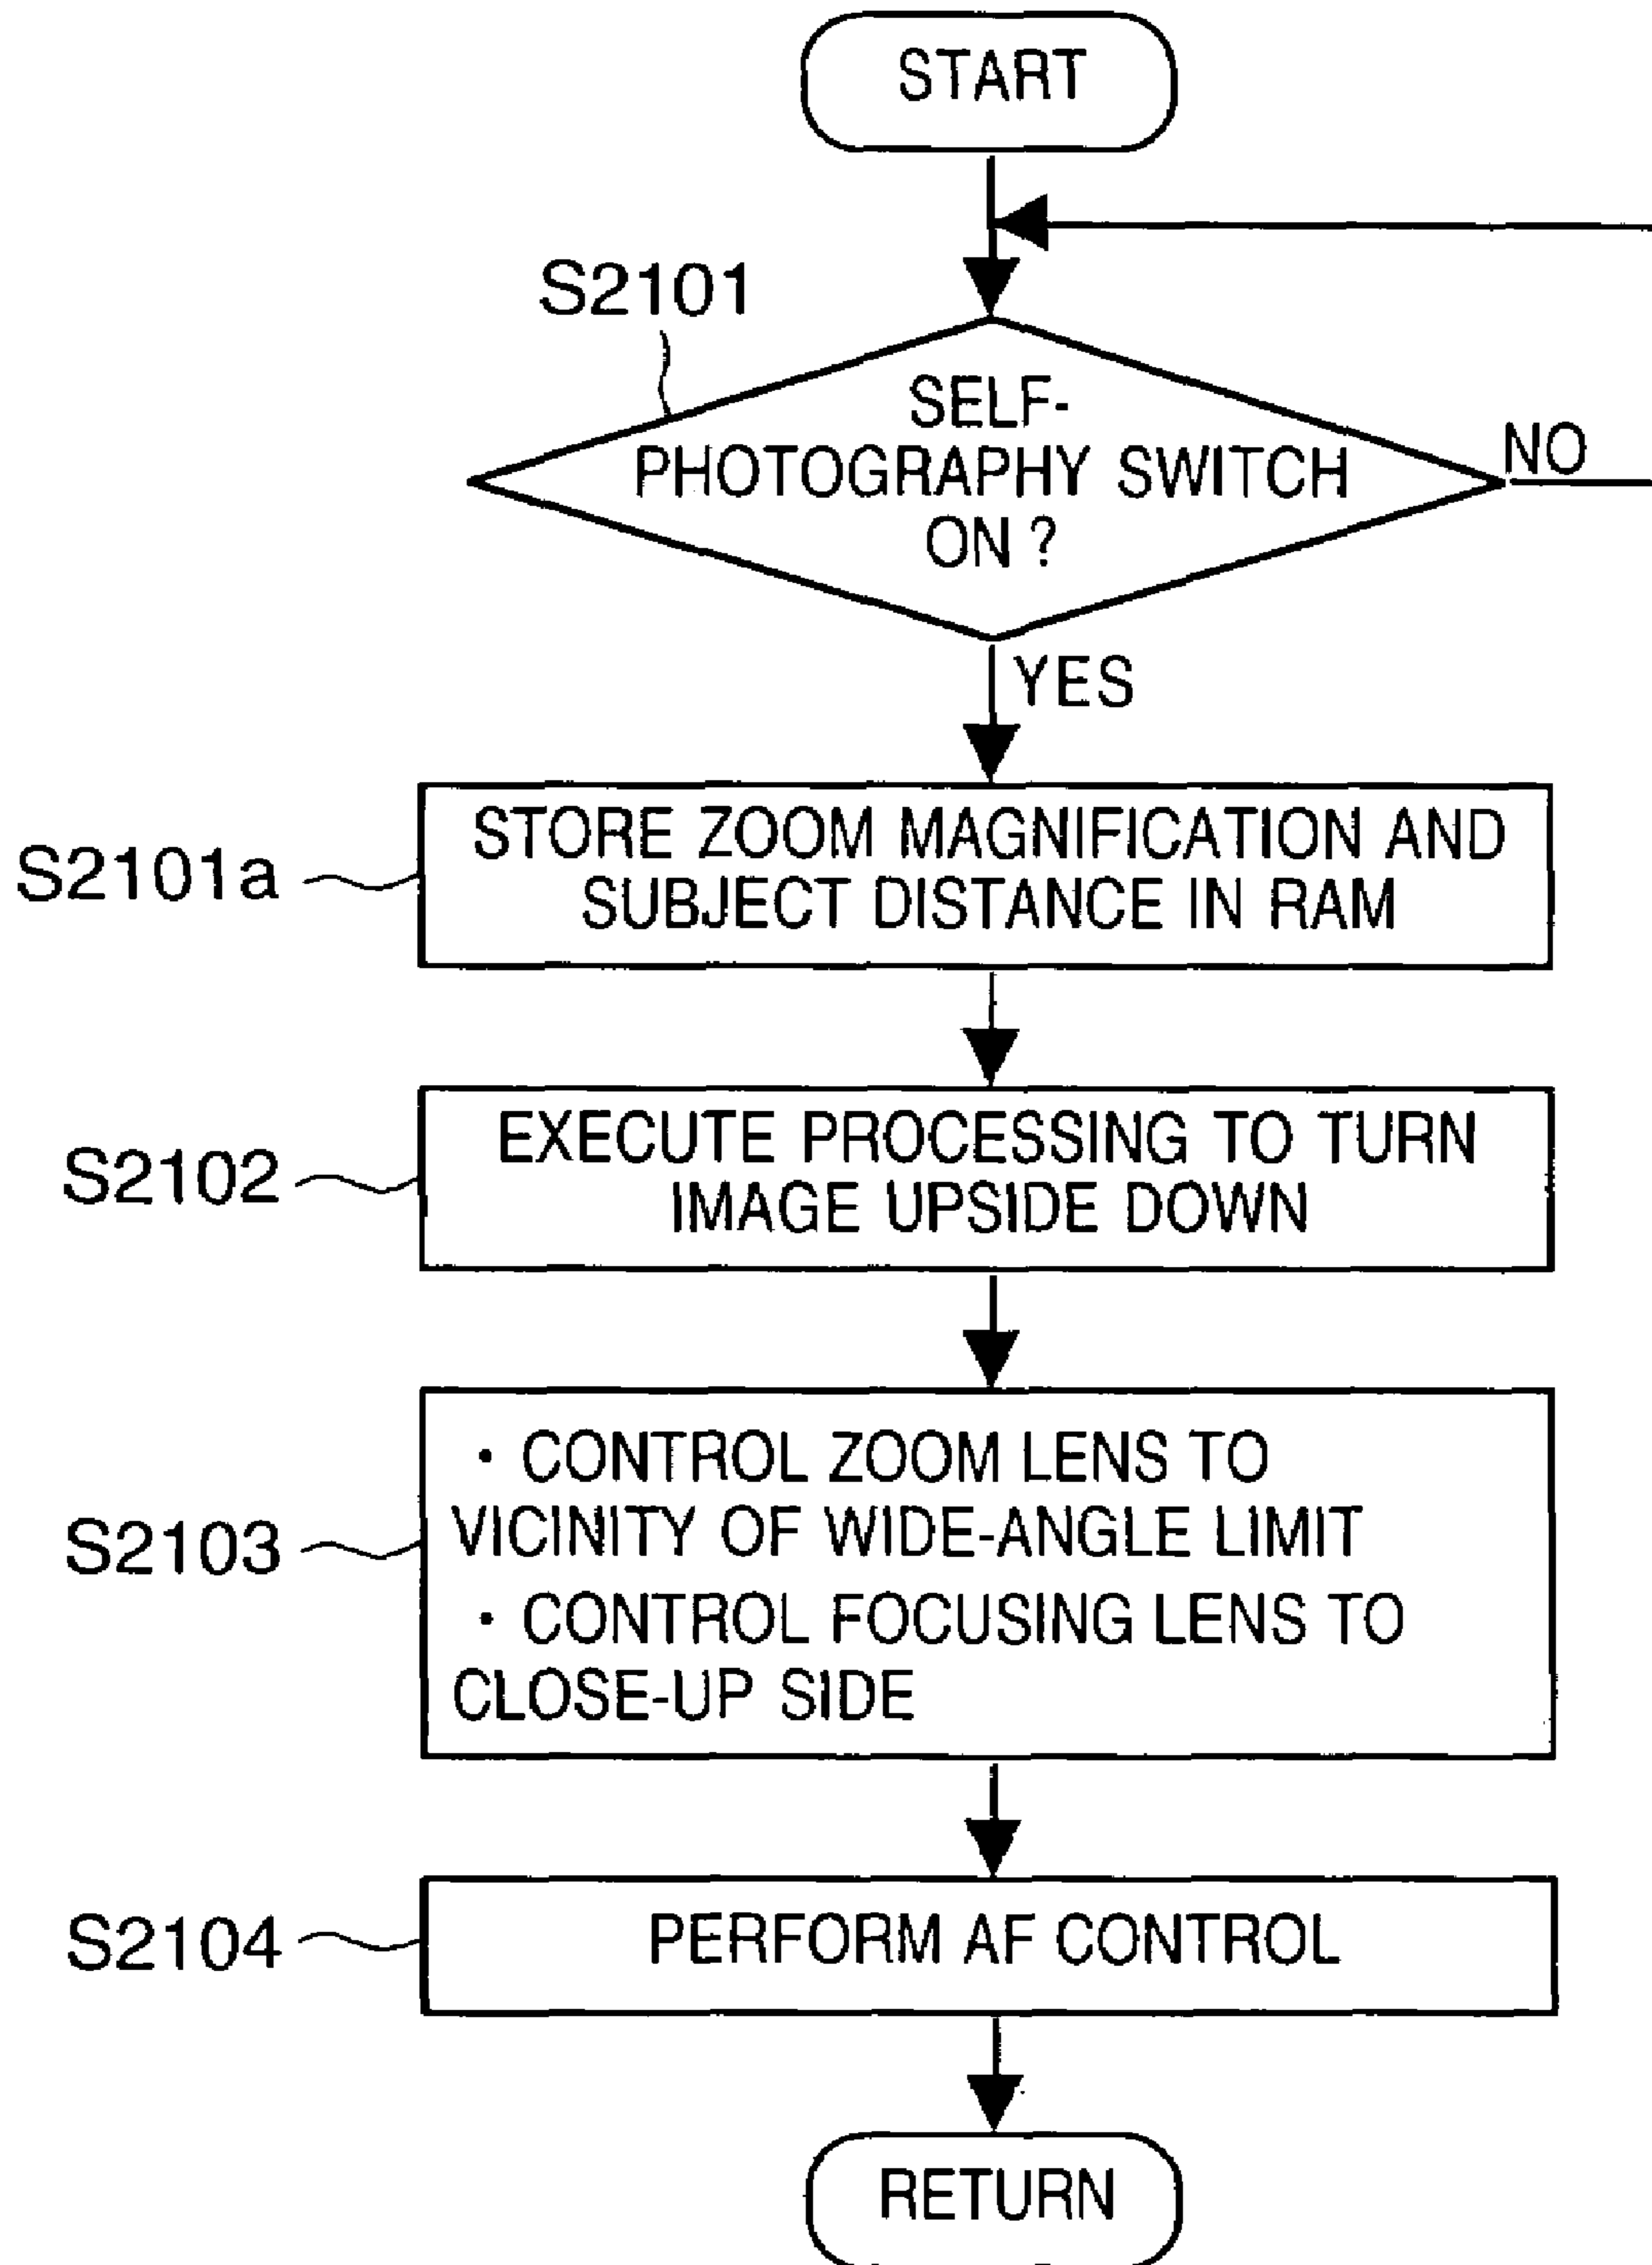 START
S2101
SELF-
PHOTOGRAPHY SWITCH
ON ?
NO
YES
S2101a
STORE ZOOM MAGNIFICATION AND
SUBJECT DISTANCE IN RAM
S2102
EXECUTE PROCESSING TO TURN
IMAGE UPSIDE DOWN
S2103
・CONTROL ZOOM LENS TO
VICINITY OF WIDE-ANGLE LIMIT
・CONTROL FOCUSING LENS TO
CLOSE-UP SIDE
S2104
PERFORM AF CONTROL
RETURN